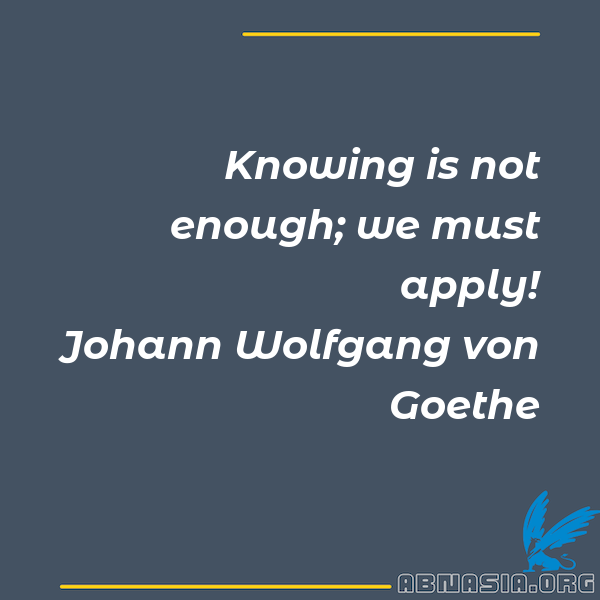 Knowing is not
enough; we must
apply!
Johann Wolfgang von
Goethe
ABNASIA.ORG